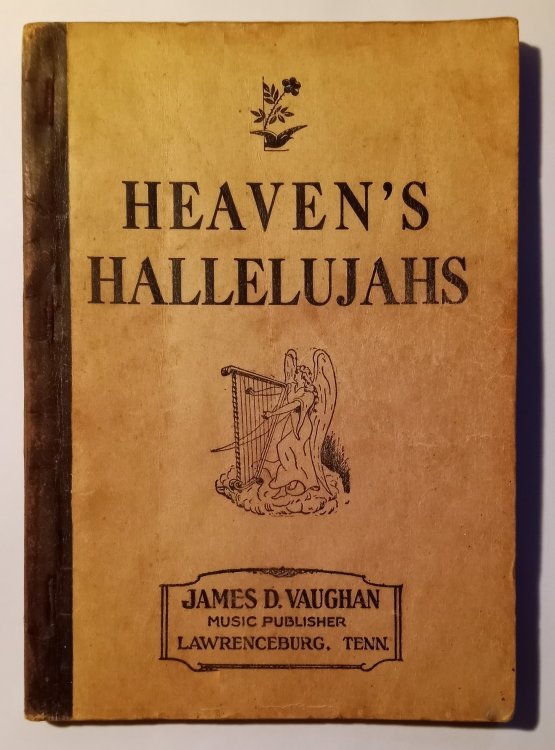 HEAVEN'S
HALLELUJAHS
JAMES D. VAUGHAN
MUSIC PUBLISHER
LAWRENCEBURG, TENN.